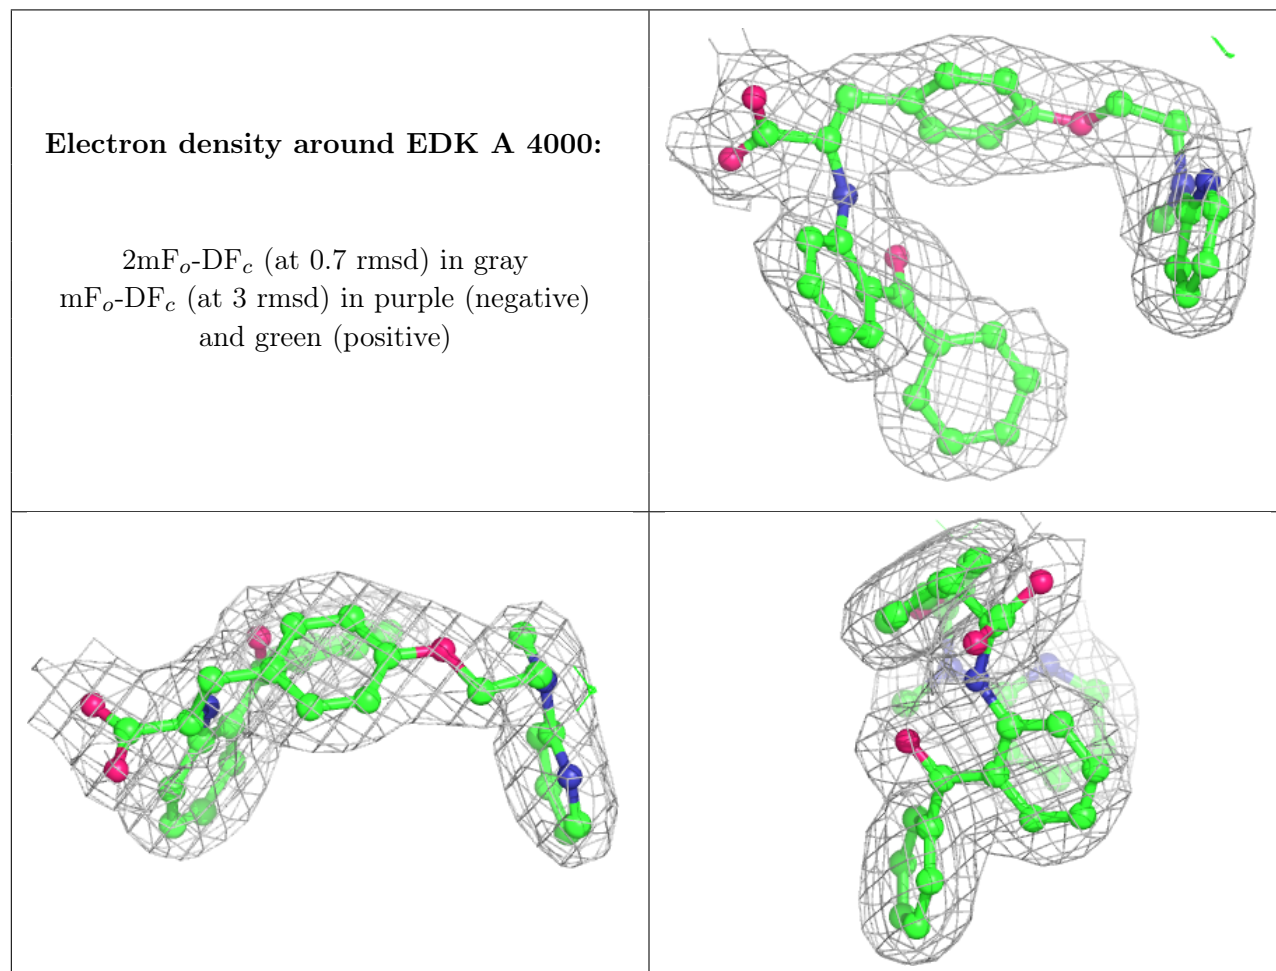 Electron density around EDK A 4000:
2mFo-DFc (at 0.7 rmsd) in gray
mFo-DFc (at 3 rmsd) in purple (negative)
and green (positive)